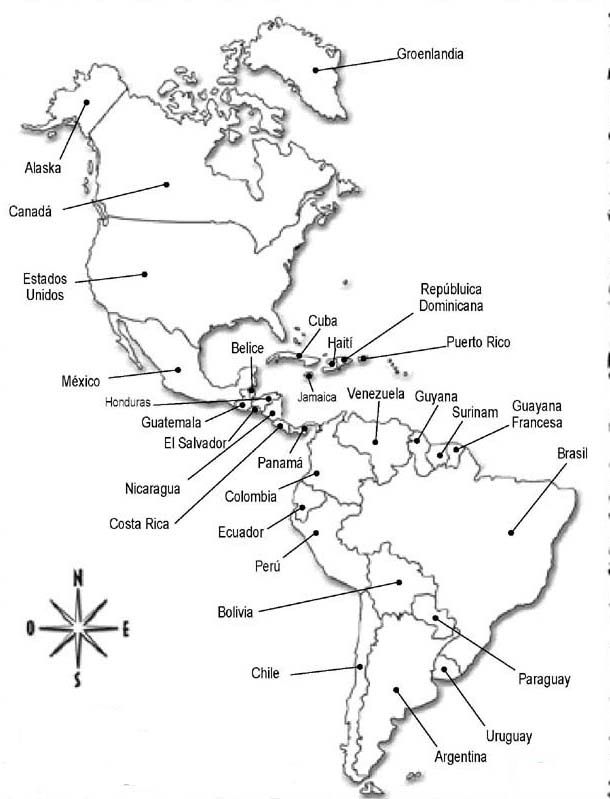 Groenlandia
Alaska
Canadá
Estados
Unidos
Repúbluica
Dominicana
Cuba
Haití
Puerto Rico
Belice
México
Honduras
Jamaica
Venezuela
Guyana
Surinam
Guayana
Francesa
Guatemala
El Salvador
Panamá
Brasil
Nicaragua
Colombia
Costa Rica
Ecuador
Perú
N
O
E
S
Bolivia
Chile
Paraguay
Uruguay
Argentina